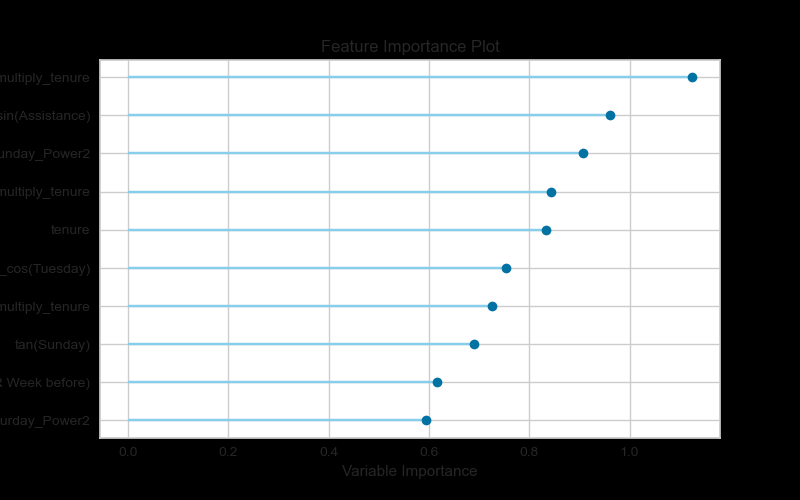 Feature Importance Plot
multiply_tenure
sin(Assistance)
unday_Power2
multiply_tenure
tenure
_cos(Tuesday)
multiply_tenure
tan(Sunday)
R Week before)
urday_Power2
0.0 0.2 0.4 0.6 0.8 1.0
Variable Importance